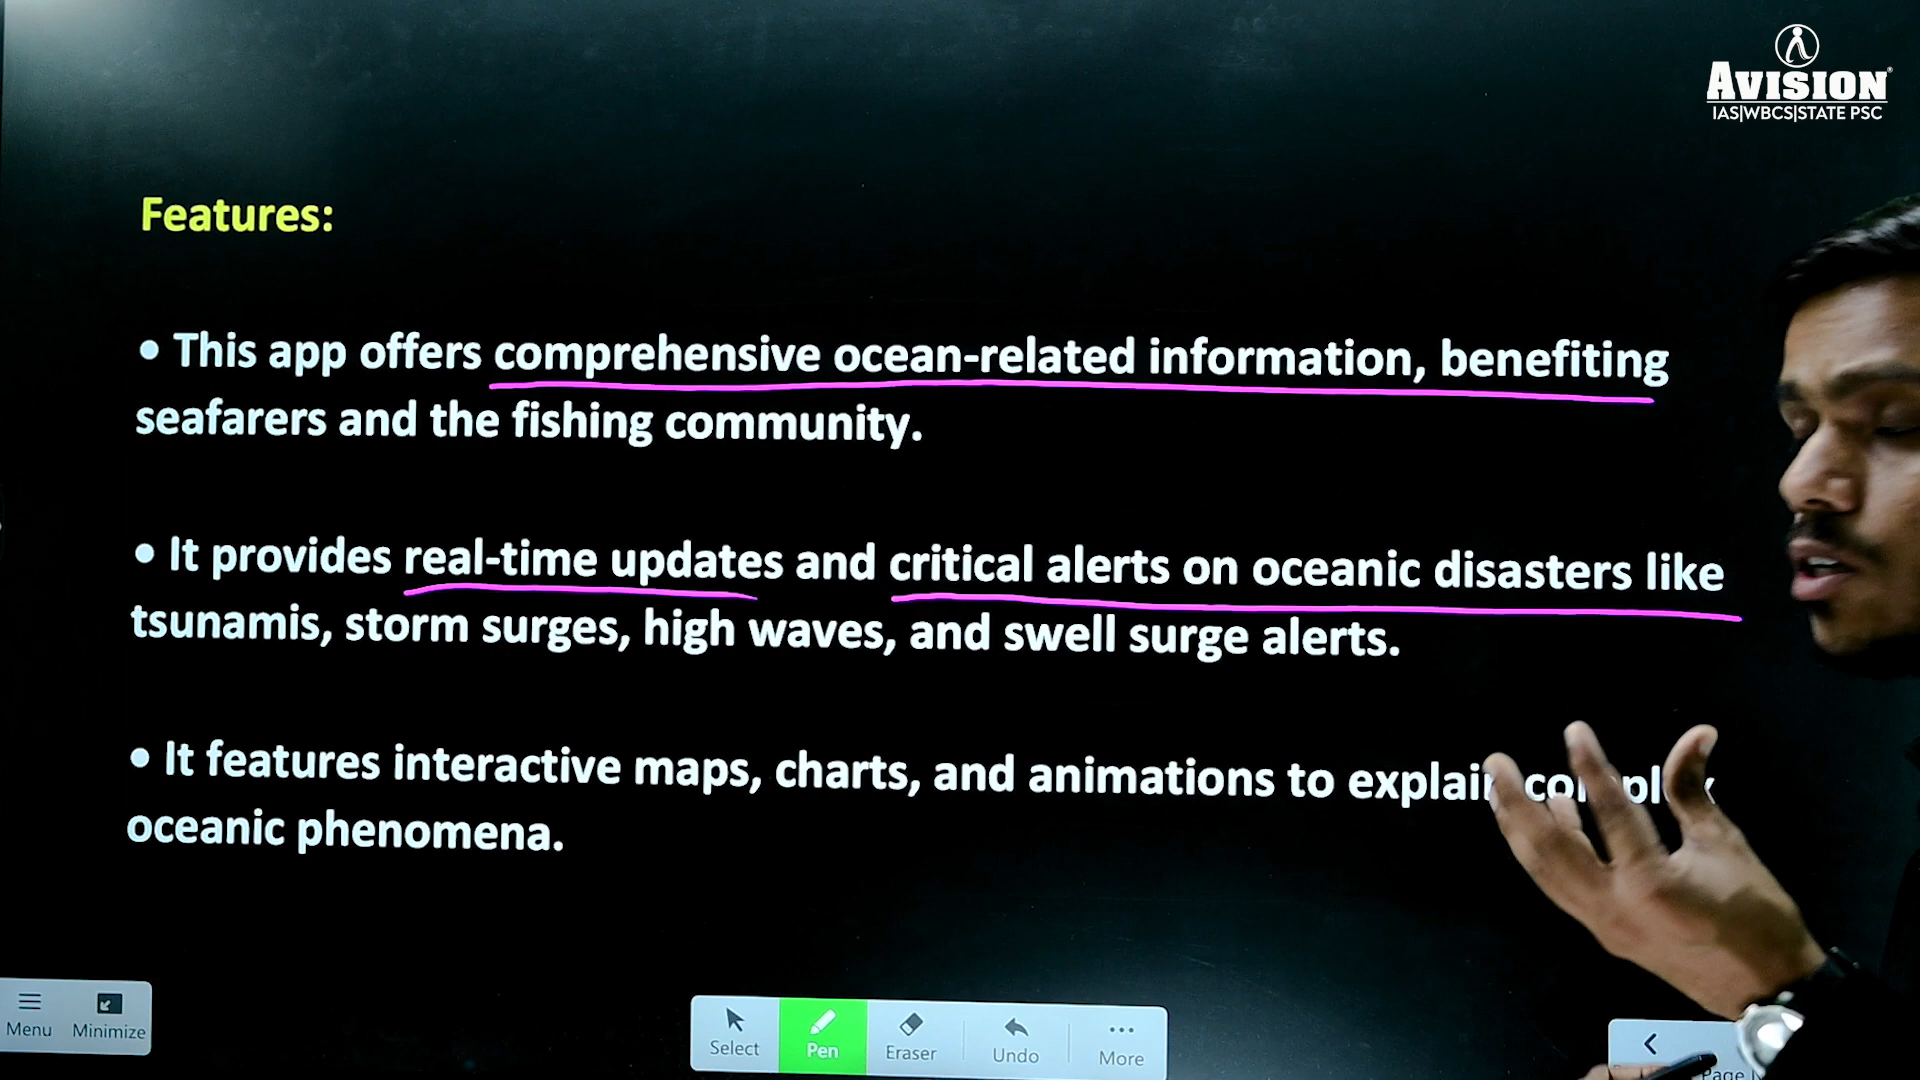 AVISION
IAS|WBCS|STATE PSC
Features:
• This app offers comprehensive ocean-related information, benefiting
seafarers and the fishing community.
• It provides real-time updates and critical alerts on oceanic disasters like
tsunamis, storm surges, high waves, and swell surge alerts.
• It features interactive maps, charts, and animations to explain complex
oceanic phenomena.
Menu
Minimize
Select
Pen
Eraser
Undo
More
Page